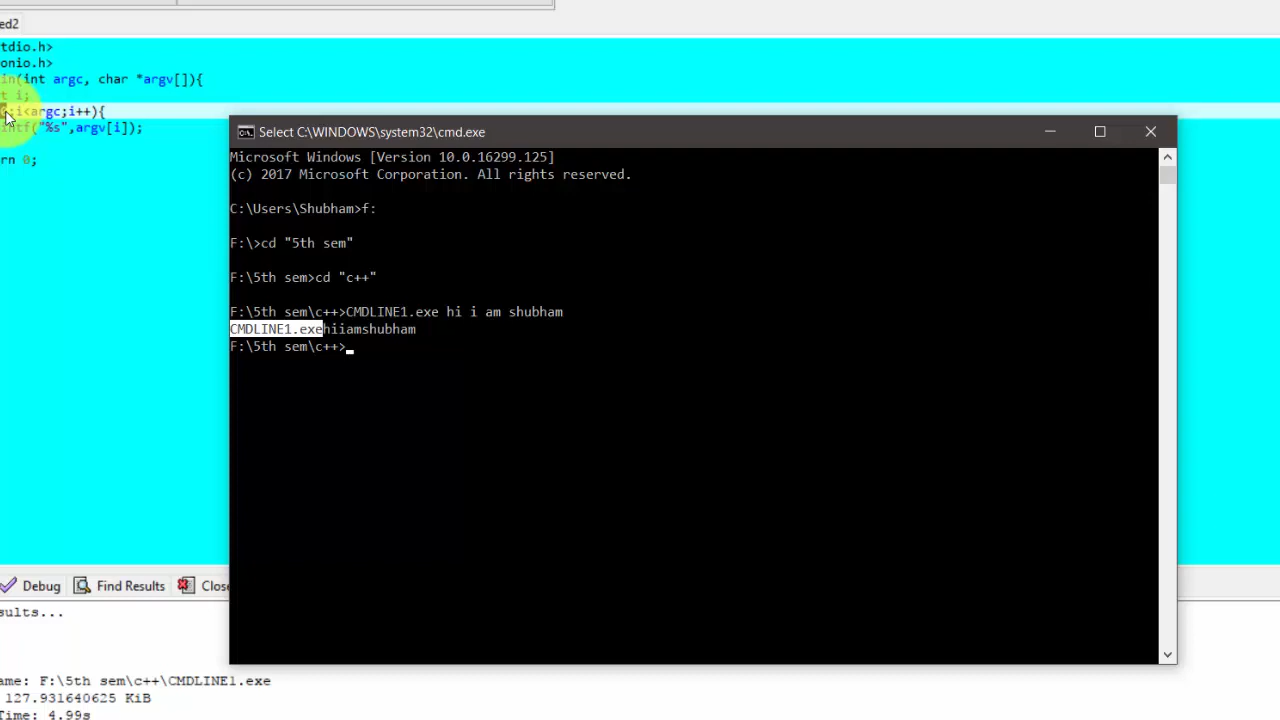 ed2
tdio.h>
onio.h>
in(int argc, char *argv[]){
t i;
0;i<argc;i++){
intf("%s",argv[i]);
rn 0;
Select C:\WINDOWS\system32\cmd.exe
Microsoft Windows [Version 10.0.16299.125]
(c) 2017 Microsoft Corporation. All rights reserved.
C:\Users\Shubham>f:
F:\>cd "5th sem"
F:\5th sem>cd "c++"
F:\5th sem\c++>CMDLINE1.exe hi i am shubham
CMDLINE1.exehiiamshubham
F:\5th sem\c++>
Debug Find Results Close
sults...
ame: F:\5th sem\c++\CMDLINE1.exe
127.931640625 KiB
Time: 4.99s